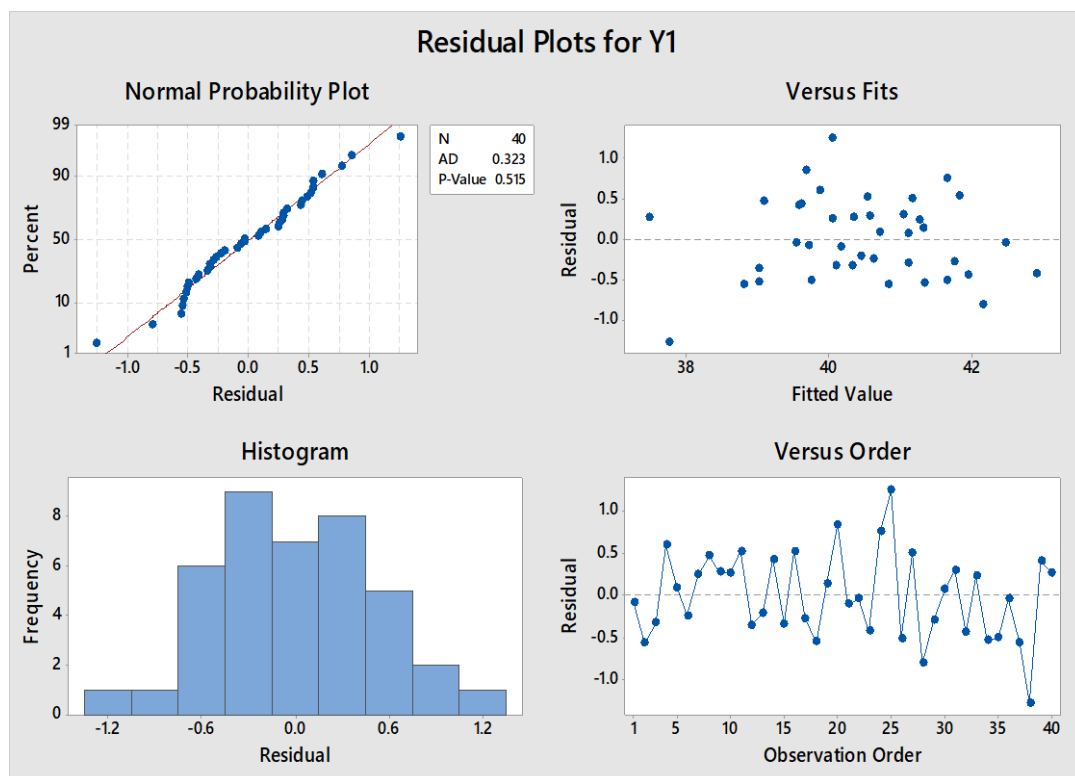 Residual Plots for Y1
Normal Probability Plot
99
90
50
10
1
Percent
-1.0 -0.5 0.0 0.5 1.0
Residual
N 40
AD 0.323
P-Value 0.515
Versus Fits
1.0
0.5
0.0
-0.5
-1.0
Residual
38 40 42
Fitted Value
Histogram
8
6
4
2
0
Frequency
-1.2 -0.6 0.0 0.6 1.2
Residual
Versus Order
1.0
0.5
0.0
-0.5
-1.0
Residual
1 5 10 15 20 25 30 35 40
Observation Order